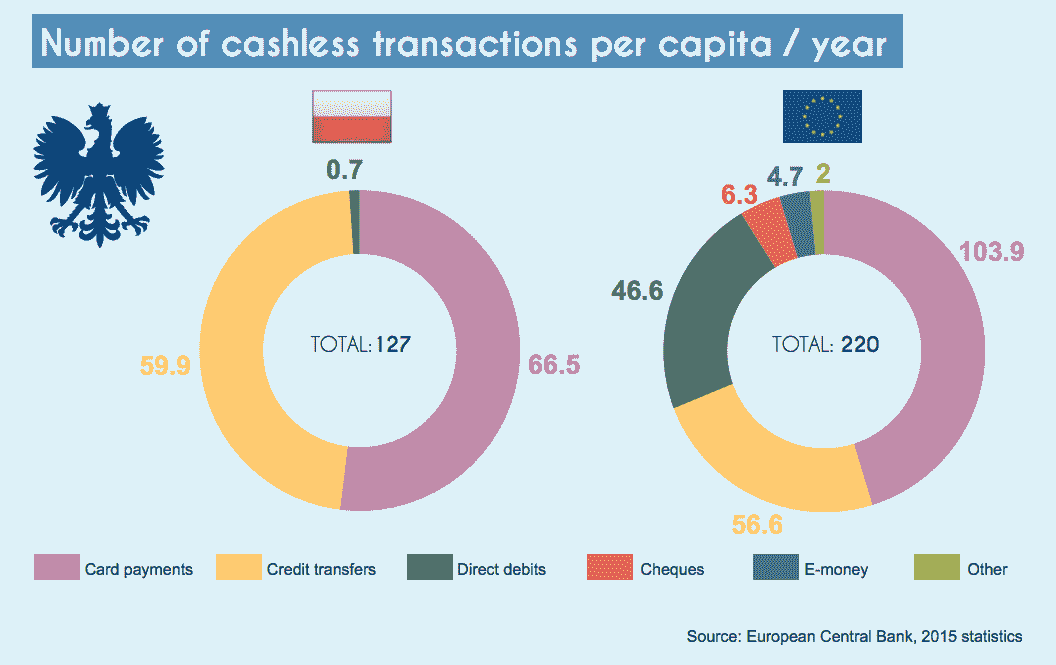 Number of cashless transactions per capita / year
0.7
59.9
TOTAL: 127
66.5
6.3
4.7
2
103.9
46.6
TOTAL: 220
56.6
Card payments
Credit transfers
Direct debits
Cheques
E-money
Other
Source: European Central Bank, 2015 statistics